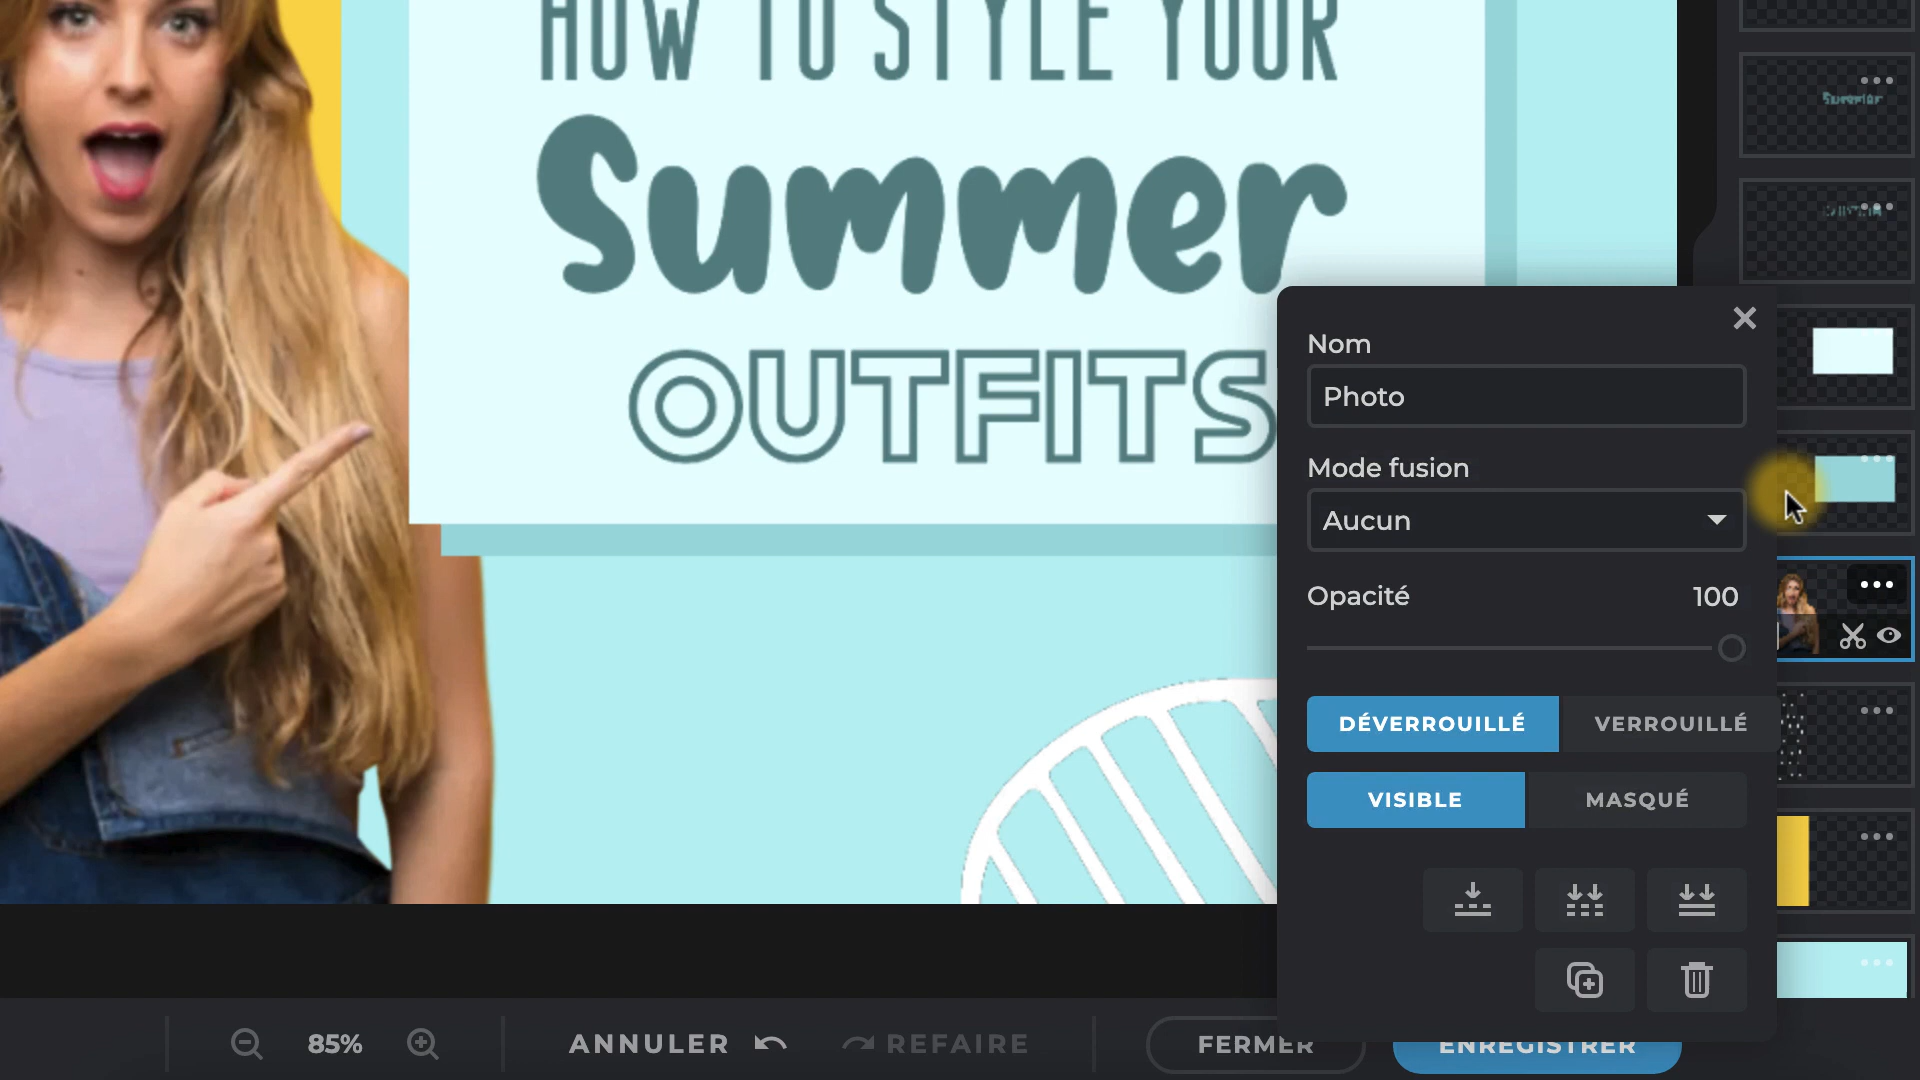 HOW TO STYLE YOUR
Summer
OUTFITS
Summer
Nom
Photo
Mode fusion
Aucun
Opacité 100
DÉVERROUILLÉ VERROUILLÉ
VISIBLE MASQUÉ
85% ANNULER REFAIRE FERMER ENREGISTRER